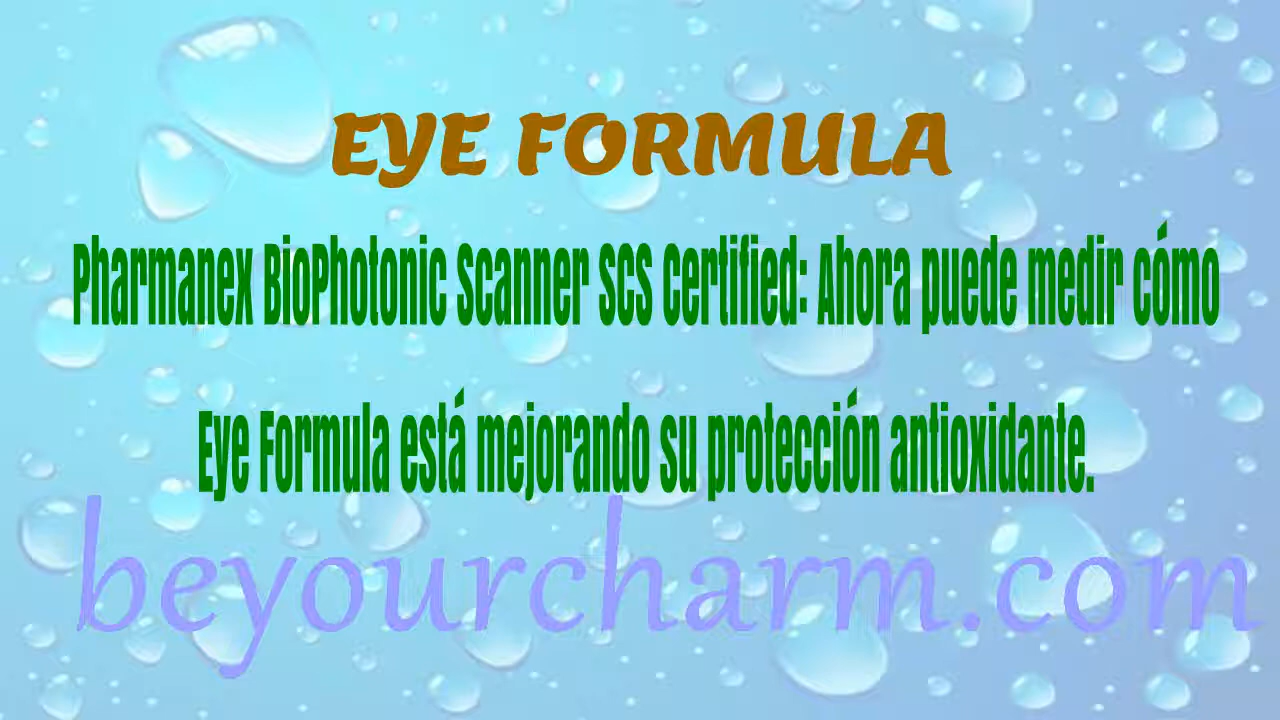 EYE FORMULA
Pharmanex BioPhotonic Scanner SCS Certified: Ahora puede medir cómo
Eye Formula está mejorando su protección antioxidante.
beyourcharm.com